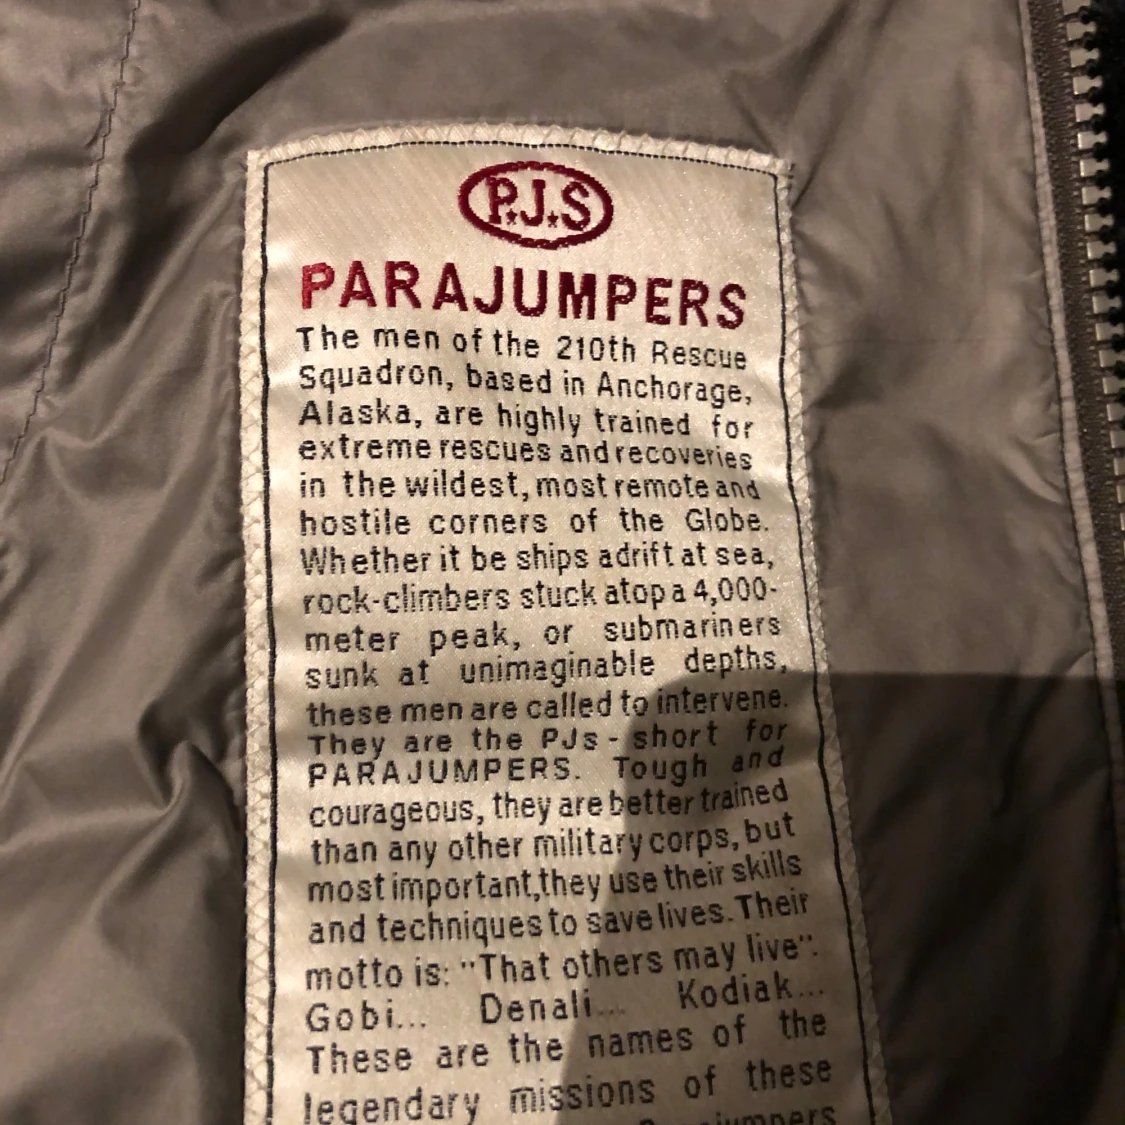 P.J.S
PARAJUMPERS
The men of the 210th Rescue
Squadron, based in Anchorage,
Alaska, are highly trained for
extreme rescues and recoveries
in the wildest, most remote and
hostile corners of the Globe.
Whether it be ships adrift at sea,
rock-climbers stuck atop a 4,000-
meter peak, or submariners
sunk at unimaginable depths,
these men are called to intervene.
They are the PJs - short for
PARAJUMPERS. Tough and
courageous, they are better trained
than any other military corps, but
most important,they use their skills
and techniques to save lives. Their
motto is: "That others may live".
Gobi... Denali... Kodiak...
These are the names of the
legendary missions of these